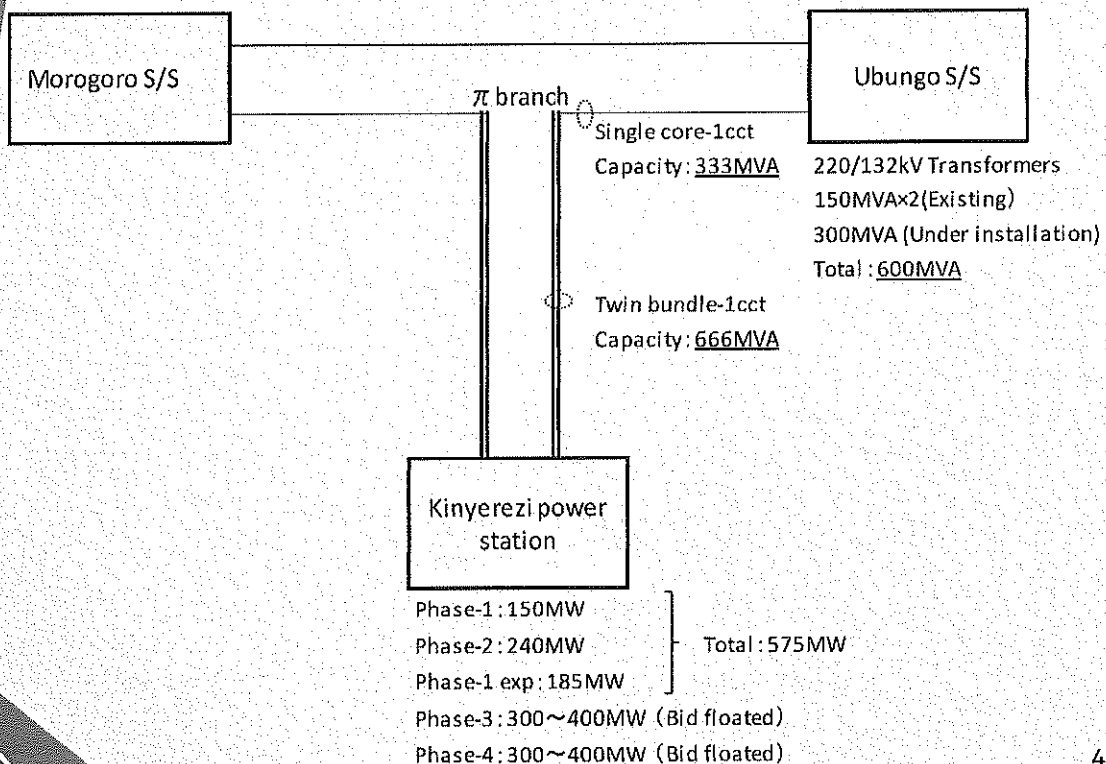 Morogoro S/S
Ubungo S/S
π branch
Single core-1cct
Capacity: 333MVA
220/132kV Transformers
150MVA×2(Existing)
300MVA (Under installation)
Total : 600MVA
Twin bundle-1cct
Capacity: 666MVA
Kinyerezi power
station
Phase-1 : 150MW
Phase-2 : 240MW
Total : 575MW
Phase-1 exp : 185MW
Phase-3 : 300～400MW (Bid floated)
Phase-4 : 300～400MW (Bid floated)
4